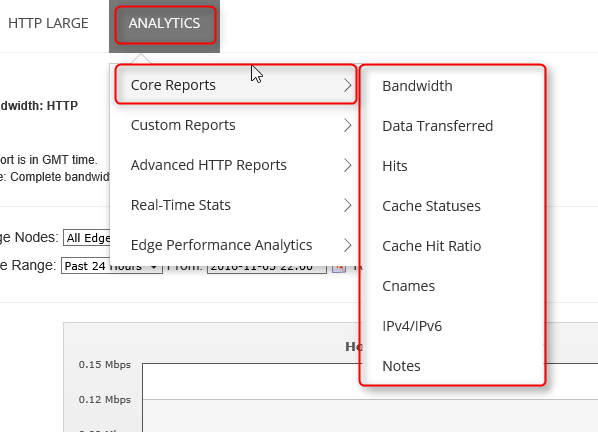 HTTP LARGE ANALYTICS
Core Reports
Custom Reports
Advanced HTTP Reports
Real-Time Stats
Edge Performance Analytics
Bandwidth
Data Transferred
Hits
Cache Statuses
Cache Hit Ratio
Cnames
IPv4/IPv6
Notes
dwidth: HTTP
ort is in GMT time.
e: Complete bandwid
ge Nodes: All Edge
e Range: Past 24 Hours From: 2016-11-05 22:00
Ho
0.15 Mbps
0.12 Mbps